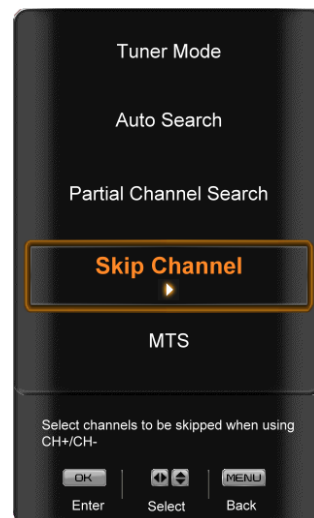 Tuner Mode
Auto Search
Partial Channel Search
Skip Channel
MTS
Select channels to be skipped when using
CH+/CH-
OK MENU
Enter Select Back